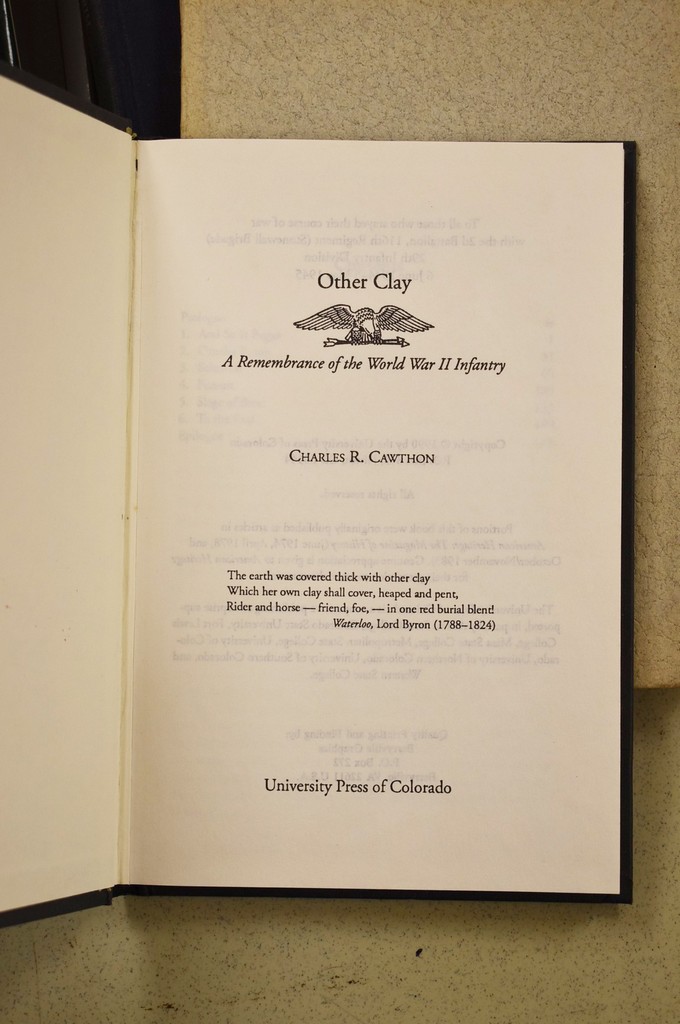 Other Clay
A Remembrance of the World War II Infantry
CHARLES R. CAWTHON
The earth was covered thick with other clay
Which her own clay shall cover, heaped and pent,
Rider and horse — friend, foe, — in one red burial blent!
Waterloo, Lord Byron (1788–1824)
University Press of Colorado